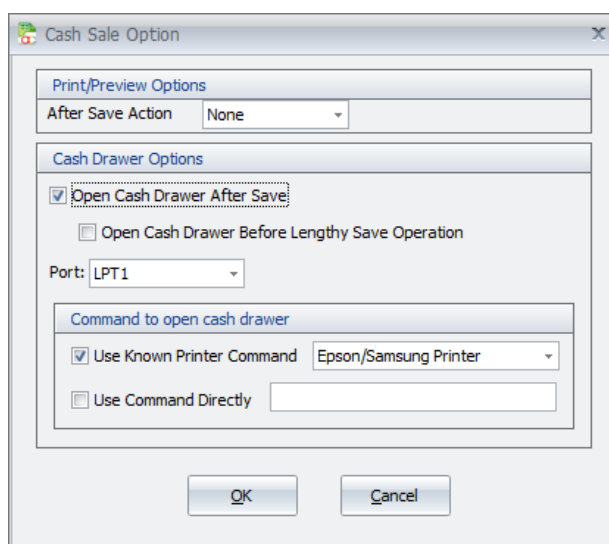 Cash Sale Option
Print/Preview Options
After Save Action None
Cash Drawer Options
Open Cash Drawer After Save
Open Cash Drawer Before Lengthy Save Operation
Port: LPT1
Command to open cash drawer
Use Known Printer Command Epson/Samsung Printer
Use Command Directly
OK Cancel